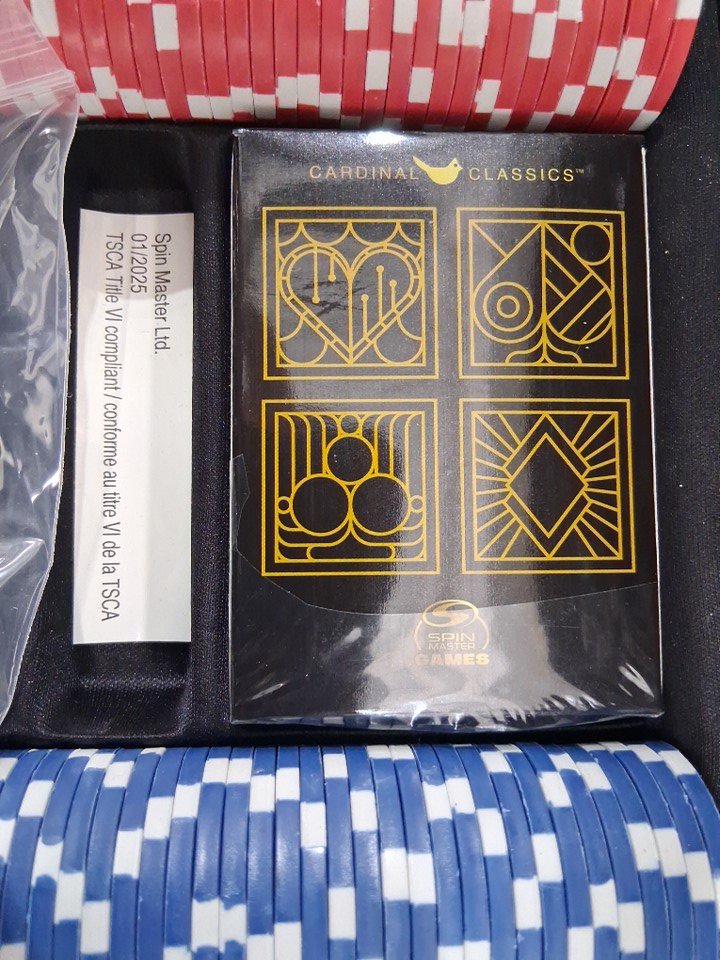 CARDINAL CLASSICS™
Spin Master Ltd.
01/2025
TSCA Title VI compliant / conforme au titre VI de la TSCA
SPIN
MASTER
GAMES